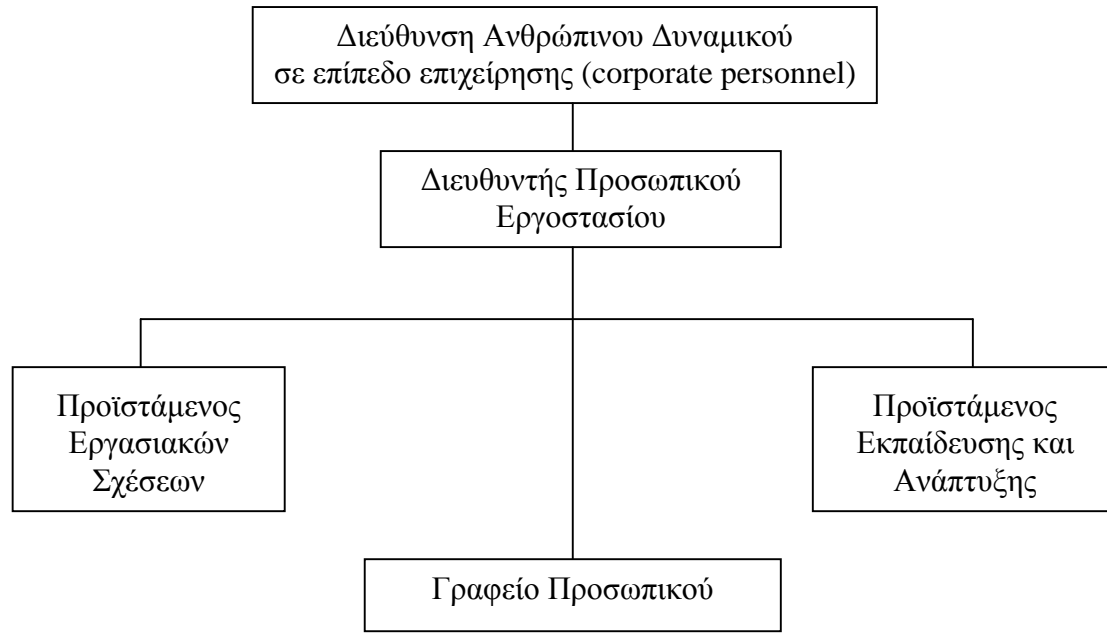 Διεύθυνση Ανθρώπινου Δυναμικού
σε επίπεδο επιχείρησης (corporate personnel)
Διευθυντής Προσωπικού
Εργοστασίου
Προϊστάμενος
Εργασιακών
Σχέσεων
Προϊστάμενος
Εκπαίδευσης και
Ανάπτυξης
Γραφείο Προσωπικού